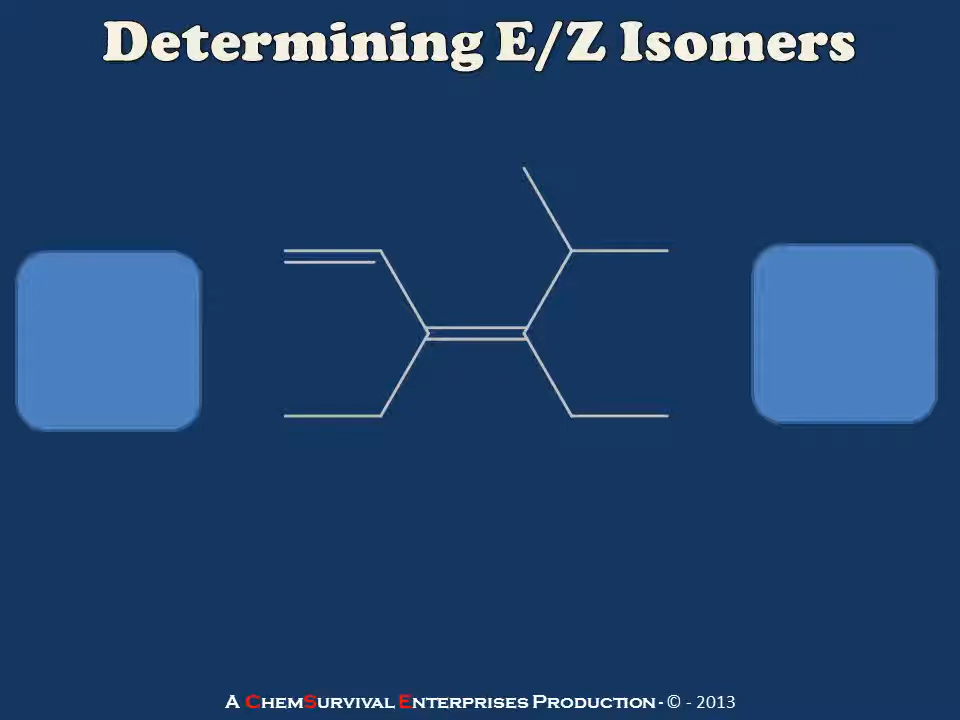 Determining E/Z Isomers
A ChemSurvival Enterprises Production - © - 2013